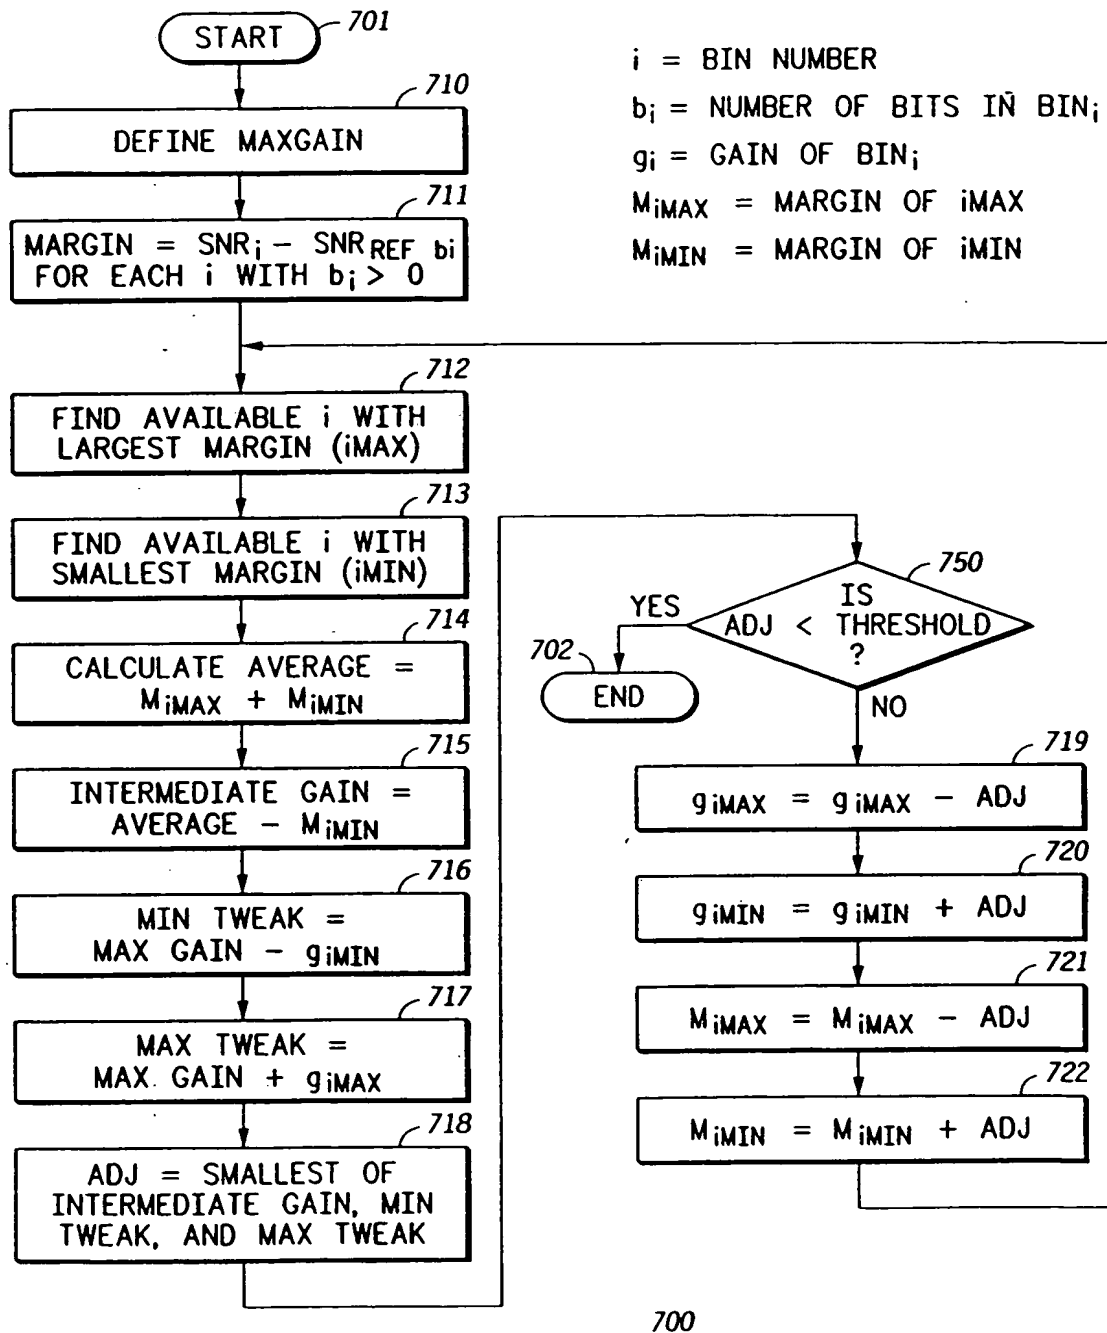 START
701
710
DEFINE MAXGAIN
711
MARGIN = SNRi - SNRREF bi
FOR EACH i WITH bi > 0
712
FIND AVAILABLE i WITH
LARGEST MARGIN (iMAX)
713
FIND AVAILABLE i WITH
SMALLEST MARGIN (iMIN)
714
CALCULATE AVERAGE =
MiMAX + MiMIN
715
INTERMEDIATE GAIN =
AVERAGE - MiMIN
716
MIN TWEAK =
MAX GAIN - giMIN
717
MAX TWEAK =
MAX GAIN + giMAX
718
ADJ = SMALLEST OF
INTERMEDIATE GAIN, MIN
TWEAK, AND MAX TWEAK
i = BIN NUMBER
bi = NUMBER OF BITS IN BINi
gi = GAIN OF BINi
MiMAX = MARGIN OF iMAX
MiMIN = MARGIN OF iMIN
750
IS
ADJ < THRESHOLD
?
YES
702
END
NO
719
giMAX = giMAX - ADJ
720
giMIN = giMIN + ADJ
721
MiMAX = MiMAX - ADJ
722
MiMIN = MiMIN + ADJ
700